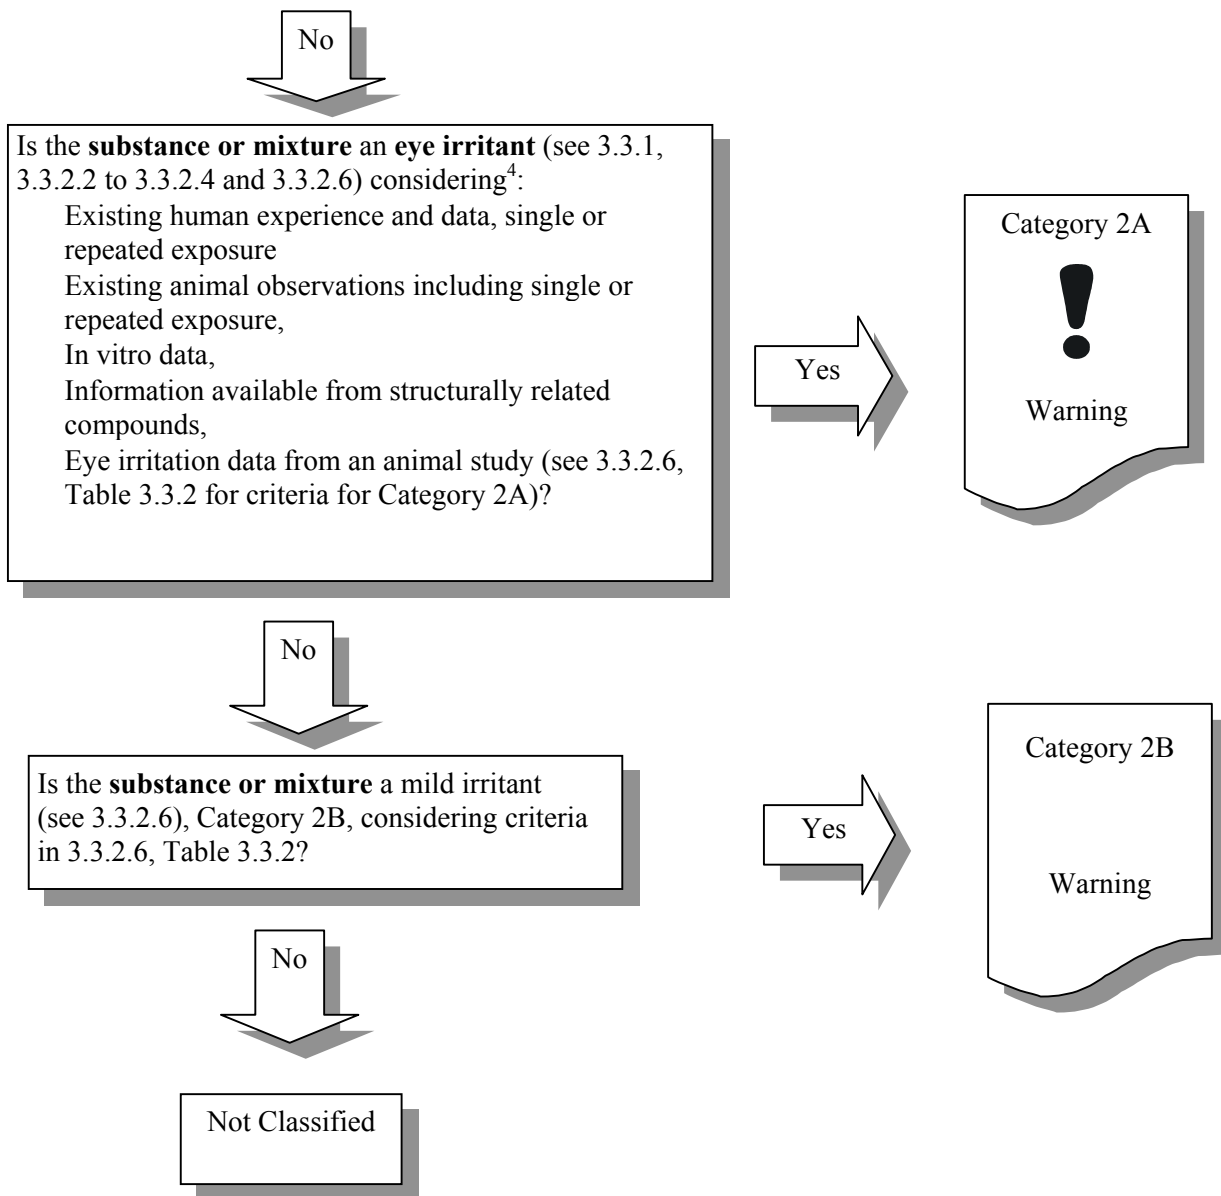 No
Is the substance or mixture an eye irritant (see 3.3.1,
3.3.2.2 to 3.3.2.4 and 3.3.2.6) considering⁴:
Existing human experience and data, single or
repeated exposure
Existing animal observations including single or
repeated exposure,
In vitro data,
Information available from structurally related
compounds,
Eye irritation data from an animal study (see 3.3.2.6,
Table 3.3.2 for criteria for Category 2A)?
Yes
Category 2A
!
Warning
No
Is the substance or mixture a mild irritant
(see 3.3.2.6), Category 2B, considering criteria
in 3.3.2.6, Table 3.3.2?
Yes
Category 2B
Warning
No
Not Classified